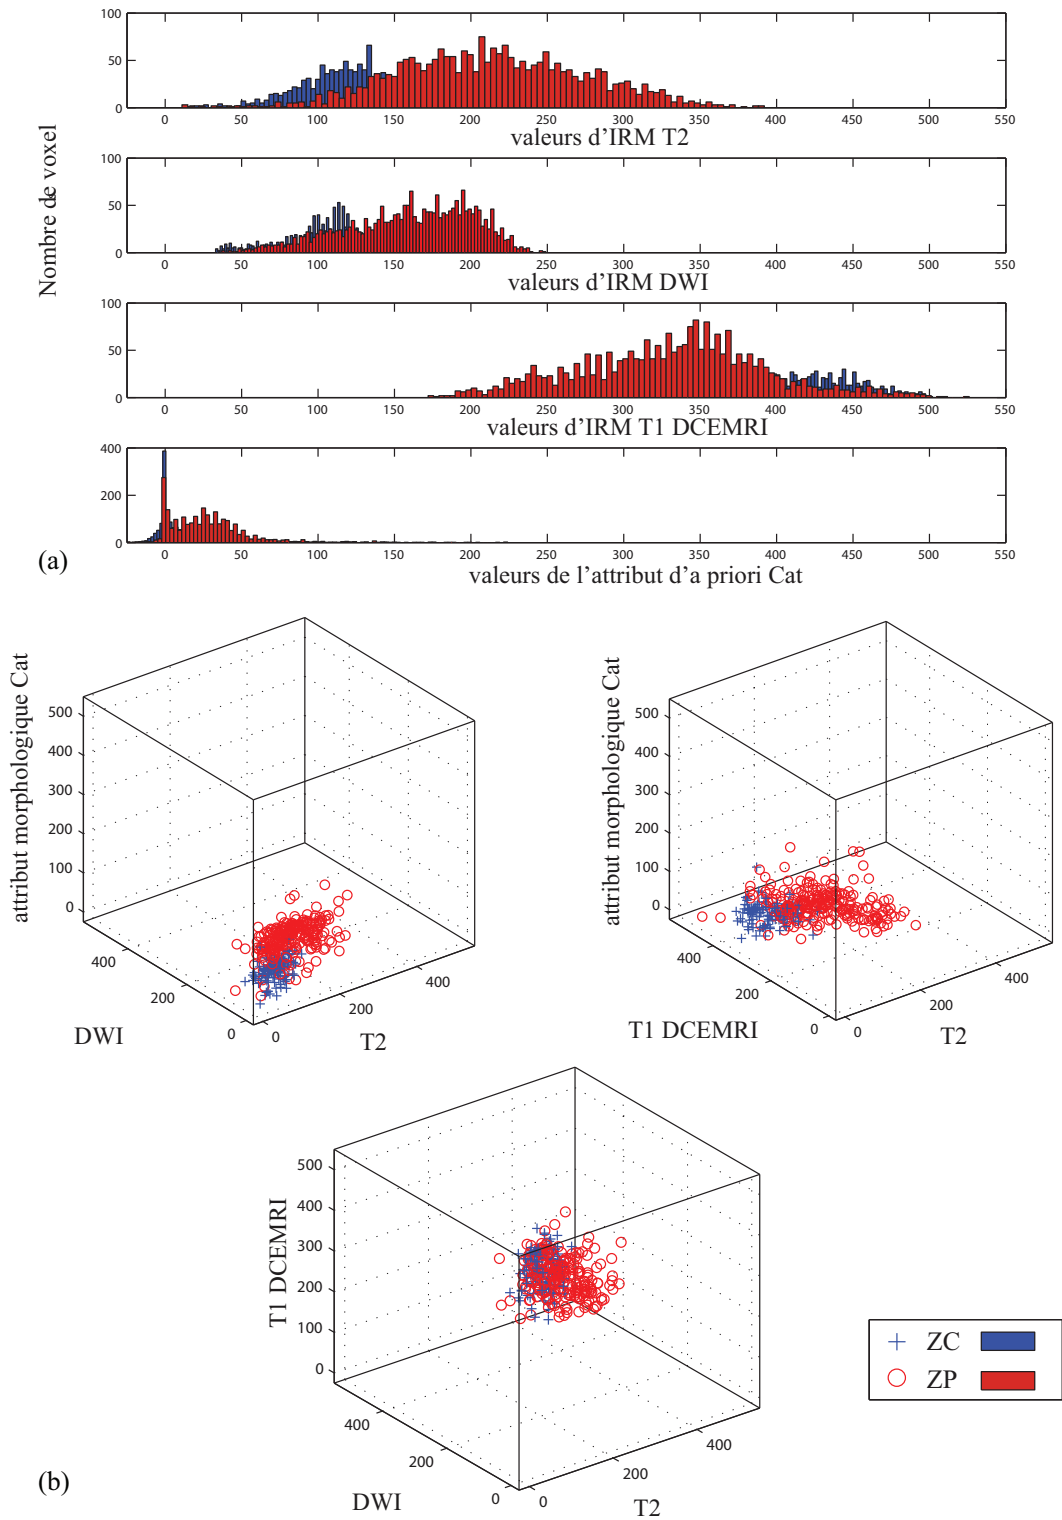 Nombre de voxel
100
50
0
0 50 100 150 200 250 300 350 400 450 500 550
valeurs d'IRM T2
100
50
0
0 50 100 150 200 250 300 350 400 450 500 550
valeurs d'IRM DWI
100
50
0
0 50 100 150 200 250 300 350 400 450 500 550
valeurs d'IRM T1 DCEMRI
400
200
0
0 50 100 150 200 250 300 350 400 450 500 550
valeurs de l'attribut d'a priori Cat
(a)
attribut morphologique Cat
500
400
300
200
100
0
400
200
0
DWI
0
200
400
T2
attribut morphologique Cat
500
400
300
200
100
0
400
200
0
T1 DCEMRI
0
200
400
T2
T1 DCEMRI
500
400
300
200
100
0
400
200
0
DWI
0
200
400
T2
ZC
ZP
(b)